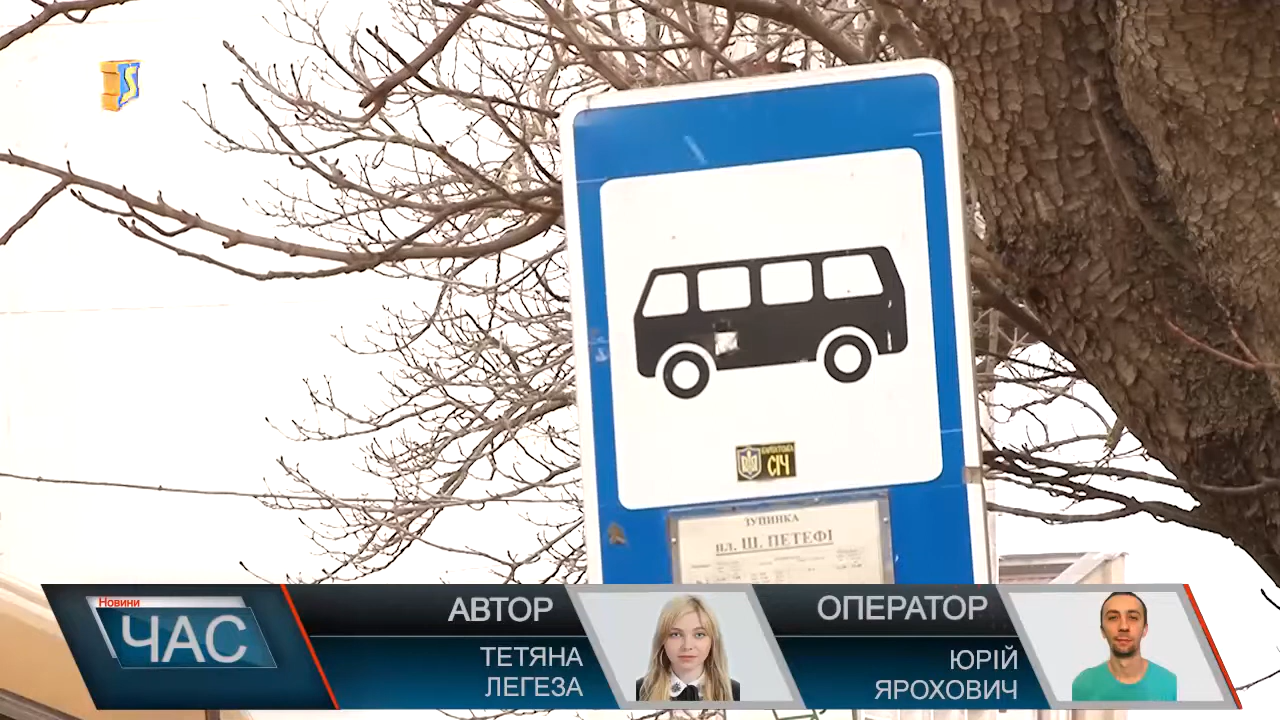 S
КАРПАТСЬКА
СІЧ
ЗУПИНКА
пл. Ш. ПЕТЕФІ
Новини
ЧАС
АВТОР
ТЕТЯНА
ЛЕГЕЗА
ОПЕРАТОР
ЮРІЙ
ЯРОХОВИЧ